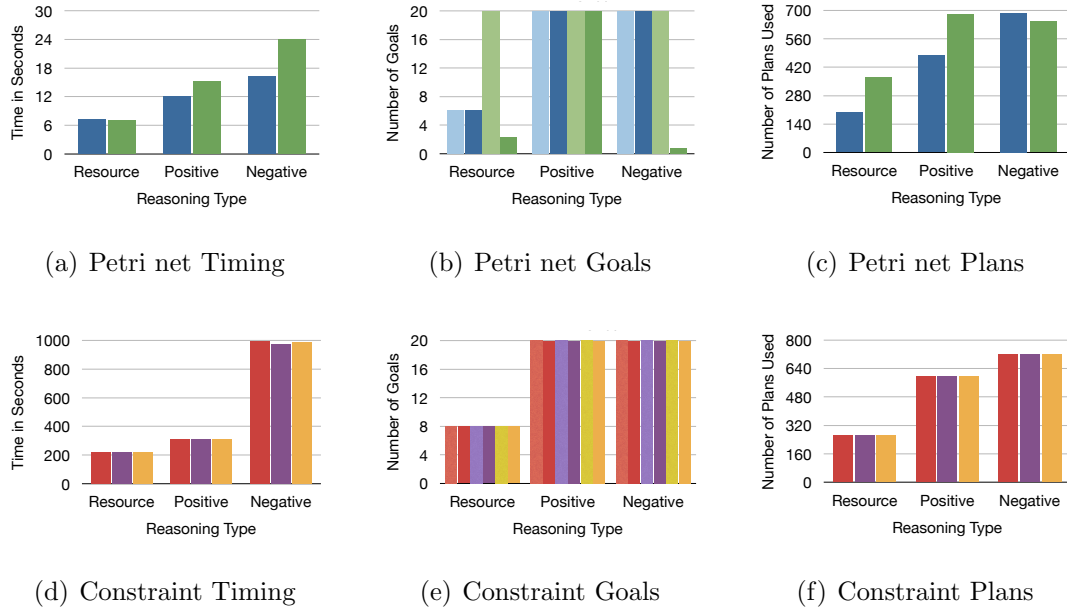 30
24
18
12
6
0
Time in Seconds
Resource Positive Negative
Reasoning Type
(a) Petri net Timing
20
16
12
8
4
0
Number of Goals
Resource Positive Negative
Reasoning Type
(b) Petri net Goals
700
560
420
280
140
0
Number of Plans Used
Resource Positive Negative
Reasoning Type
(c) Petri net Plans
1000
800
600
400
200
0
Time in Seconds
Resource Positive Negative
Reasoning Type
(d) Constraint Timing
20
16
12
8
4
0
Number of Goals
Resource Positive Negative
Reasoning Type
(e) Constraint Goals
800
640
480
320
160
0
Number of Plans Used
Resource Positive Negative
Reasoning Type
(f) Constraint Plans